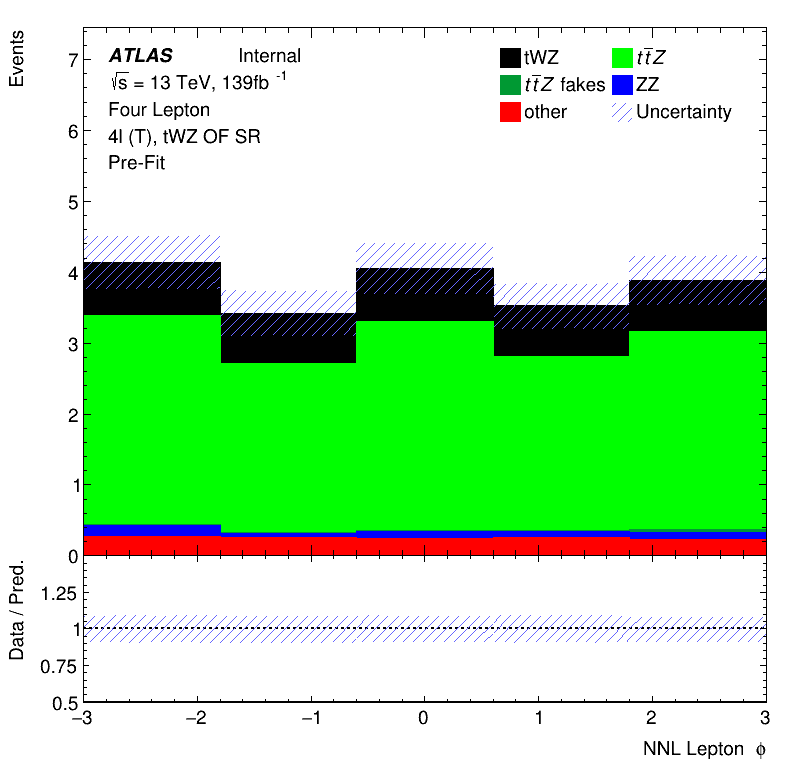 Events
7
6
5
4
3
2
1
0
ATLAS Internal
√s = 13 TeV, 139fb⁻¹
Four Lepton
4l (T), tWZ OF SR
Pre-Fit
tWZ
tt̄Z
tt̄Z fakes
ZZ
other
Uncertainty
Data / Pred.
1.25
1
0.75
0.5
−3 −2 −1 0 1 2 3
NNL Lepton ϕ